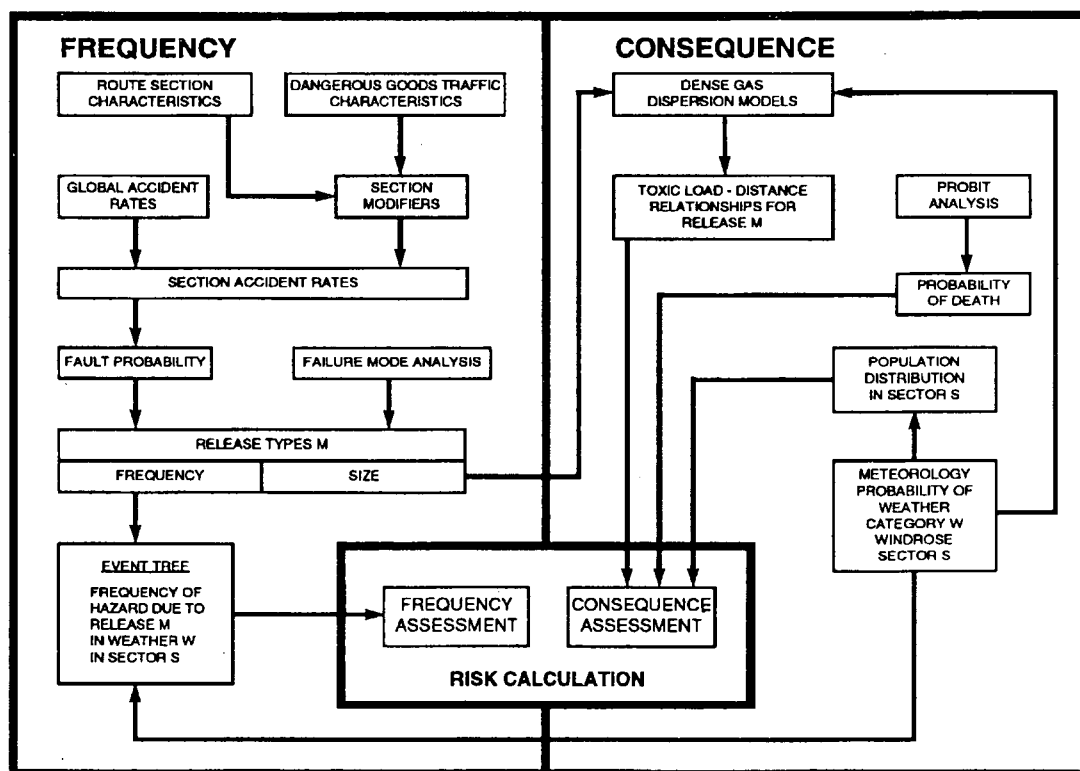 FREQUENCY
ROUTE SECTION
CHARACTERISTICS
DANGEROUS GOODS TRAFFIC
CHARACTERISTICS
GLOBAL ACCIDENT
RATES
SECTION
MODIFIERS
SECTION ACCIDENT RATES
FAULT PROBABILITY
FAILURE MODE ANALYSIS
RELEASE TYPES M
FREQUENCY
SIZE
EVENT TREE
FREQUENCY OF
HAZARD DUE TO
RELEASE M
IN WEATHER W
IN SECTOR S
CONSEQUENCE
DENSE GAS
DISPERSION MODELS
TOXIC LOAD - DISTANCE
RELATIONSHIPS FOR
RELEASE M
PROBIT
ANALYSIS
PROBABILITY
OF DEATH
POPULATION
DISTRIBUTION
IN SECTOR S
METEOROLOGY
PROBABILITY OF
WEATHER
CATEGORY W
WINDROSE
SECTOR S
FREQUENCY
ASSESSMENT
CONSEQUENCE
ASSESSMENT
RISK CALCULATION